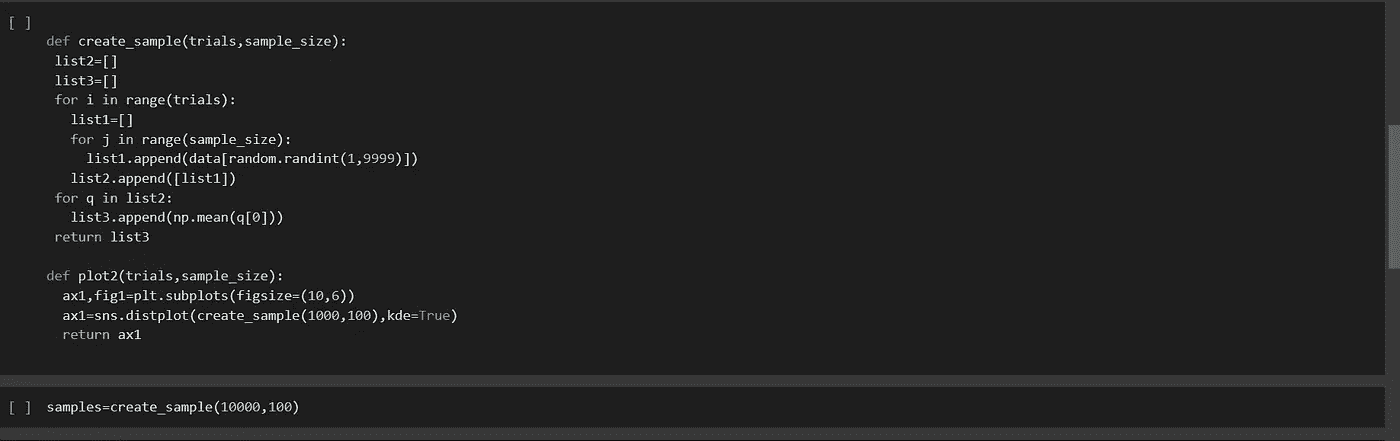 [ ]
def create_sample(trials,sample_size):
 list2=[]
 list3=[]
 for i in range(trials):
   list1=[]
   for j in range(sample_size):
     list1.append(data[random.randint(1,9999)])
   list2.append([list1])
 for q in list2:
   list3.append(np.mean(q[0]))
 return list3

def plot2(trials,sample_size):
  ax1,fig1=plt.subplots(figsize=(10,6))
  ax1=sns.distplot(create_sample(1000,100),kde=True)
  return ax1

[ ] samples=create_sample(10000,100)